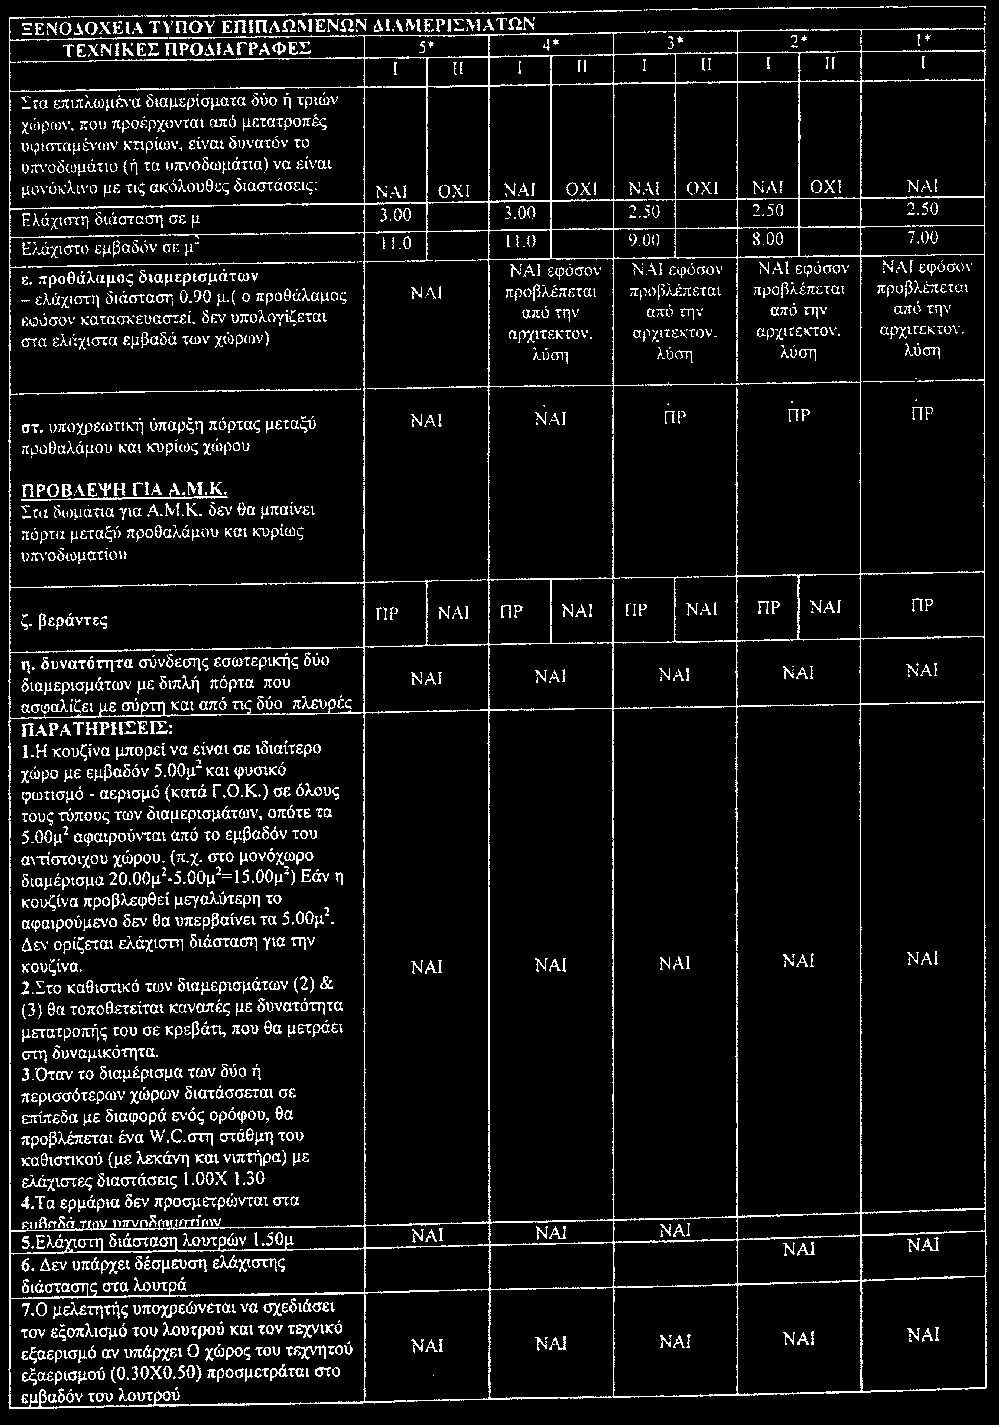 ΞΕΝΟΔΟΧΕΙΑ ΤΥΠΟΥ ΕΠΙΠΛΩΜΕΝΩΝ ΔΙΑΜΕΡΙΣΜΑΤΩΝ
ΤΕΧΝΙΚΕΣ ΠΡΟΔΙΑΓΡΑΦΕΣ 5* 4* 3* 2* 1*
I II I II I II I II I
Στα επιπλωμένα διαμερίσματα δύο ή τριών
χώρων, που προέρχονται από μετατροπές
υφισταμένων κτιρίων, είναι δυνατόν το
υπνοδωμάτιο (ή τα υπνοδωμάτια) να είναι
μονόκλινο με τις ακόλουθες διαστάσεις: ΝΑΙ ΟΧΙ ΝΑΙ ΟΧΙ ΝΑΙ ΟΧΙ ΝΑΙ ΟΧΙ ΝΑΙ
Ελάχιστη διάσταση σε μ 3.00 3.00 2.50 2.50 2.50
Ελάχιστο εμβαδόν σε μ² 11.0 11.0 9.00 8.00 7.00
ε. προθάλαμος διαμερισμάτων
– ελάχιστη διάσταση 0.90 μ.( ο προθάλαμος
εφόσον κατασκευαστεί, δεν υπολογίζεται
στα ελάχιστα εμβαδά των χώρων)
ΝΑΙ
ΝΑΙ εφόσον
προβλέπεται
από την
αρχιτεκτον.
λύση
ΝΑΙ εφόσον
προβλέπεται
από την
αρχιτεκτον.
λύση
ΝΑΙ εφόσον
προβλέπεται
από την
αρχιτεκτον.
λύση
ΝΑΙ εφόσον
προβλέπεται
από την
αρχιτεκτον.
λύση
στ. υποχρεωτική ύπαρξη πόρτας μεταξύ
προθαλάμου και κυρίως χώρου
ΝΑΙ ΝΑΙ ΠΡ ΠΡ ΠΡ
ΠΡΟΒΛΕΨΗ ΓΙΑ Α.Μ.Κ.
Στα δωμάτια για Α.Μ.Κ. δεν θα μπαίνει
πόρτα μεταξύ προθαλάμου και κυρίως
υπνοδωματίου
ζ. βεράντες ΠΡ ΝΑΙ ΠΡ ΝΑΙ ΠΡ ΝΑΙ ΠΡ ΝΑΙ ΠΡ
η. δυνατότητα σύνδεσης εσωτερικής δύο
διαμερισμάτων με διπλή πόρτα που
ασφαλίζει με σύρτη και από τις δύο πλευρές
ΝΑΙ ΝΑΙ ΝΑΙ ΝΑΙ ΝΑΙ
ΠΑΡΑΤΗΡΗΣΕΙΣ:
1.Η κουζίνα μπορεί να είναι σε ιδιαίτερο
χώρο με εμβαδόν 5.00μ² και φυσικό
φωτισμό - αερισμό (κατά Γ.Ο.Κ.) σε όλους
τους τύπους των διαμερισμάτων, οπότε τα
5.00μ² αφαιρούνται από το εμβαδόν του
αντίστοιχου χώρου. (π.χ. στο μονόχωρο
διαμέρισμα 20.00μ²-5.00μ²=15.00μ²) Εάν η
κουζίνα προβλεφθεί μεγαλύτερη το
αφαιρούμενο δεν θα υπερβαίνει τα 5.00μ².
Δεν ορίζεται ελάχιστη διάσταση για την
κουζίνα.
2.Στο καθιστικό των διαμερισμάτων (2) &
(3) θα τοποθετείται καναπές με δυνατότητα
μετατροπής του σε κρεβάτι, που θα μετράει
στη δυναμικότητα.
3.Όταν το διαμέρισμα των δύο ή
περισσότερων χώρων διατάσσεται σε
επίπεδα με διαφορά ενός ορόφου, θα
προβλέπεται ένα W.C.στη στάθμη του
καθιστικού (με λεκάνη και νιπτήρα) με
ελάχιστες διαστάσεις 1.00Χ 1.30
4.Τα ερμάρια δεν προσμετρώνται στα
εμβαδά των υπνοδωματίων
ΝΑΙ ΝΑΙ ΝΑΙ ΝΑΙ ΝΑΙ
5.Ελάχιστη διάσταση λουτρών 1.50μ ΝΑΙ ΝΑΙ ΝΑΙ
6. Δεν υπάρχει δέσμευση ελάχιστης
διάστασης στα λουτρά
ΝΑΙ ΝΑΙ
7.Ο μελετητής υποχρεώνεται να σχεδιάσει
τον εξοπλισμό του λουτρού και τον τεχνικό
εξαερισμό αν υπάρχει Ο χώρος του τεχνητού
εξαερισμού (0.30Χ0.50) προσμετράται στο
εμβαδόν του λουτρού
ΝΑΙ ΝΑΙ ΝΑΙ ΝΑΙ ΝΑΙ